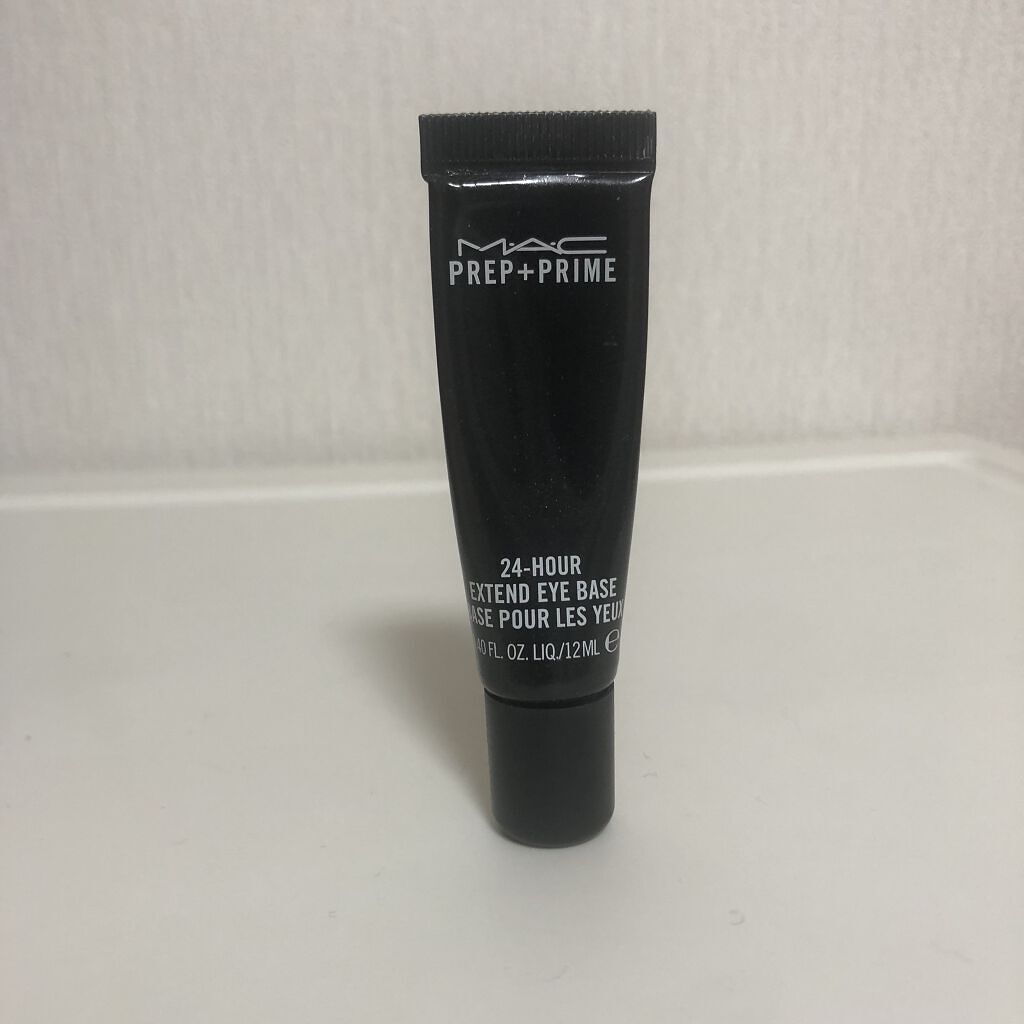 M·A·C
PREP+PRIME
24-HOUR
EXTEND EYE BASE
ASE POUR LES YEUX
40 FL. OZ. LIQ./12ML e